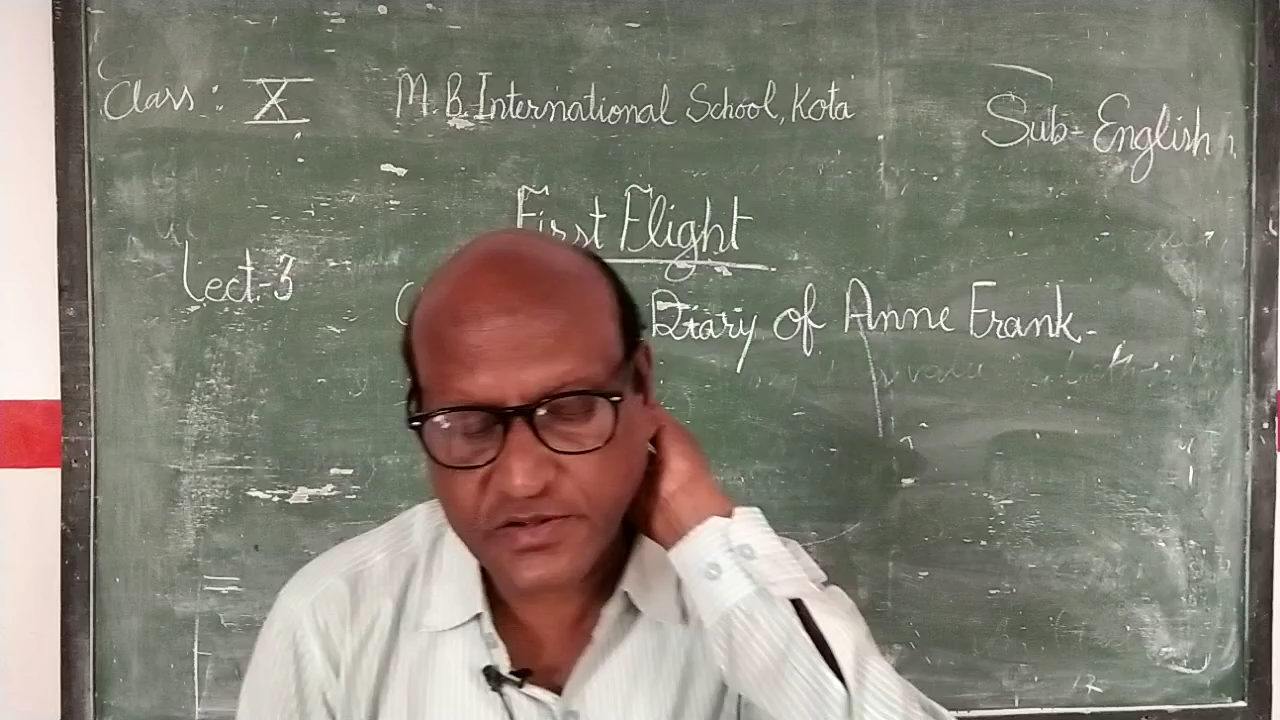 Class : X M.B. International School, Kota Sub- English
First Flight
Lect.-3
Diary of Anne Frank.